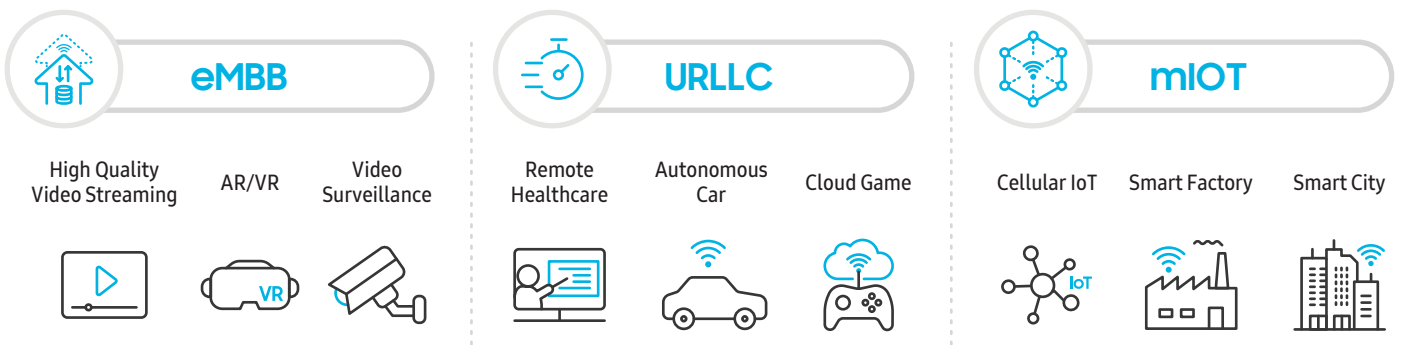 eMBB
URLLC
mIOT
High Quality
Video Streaming
AR/VR
Video
Surveillance
Remote
Healthcare
Autonomous
Car
Cloud Game
Cellular IoT
Smart Factory
Smart City
VR
IoT